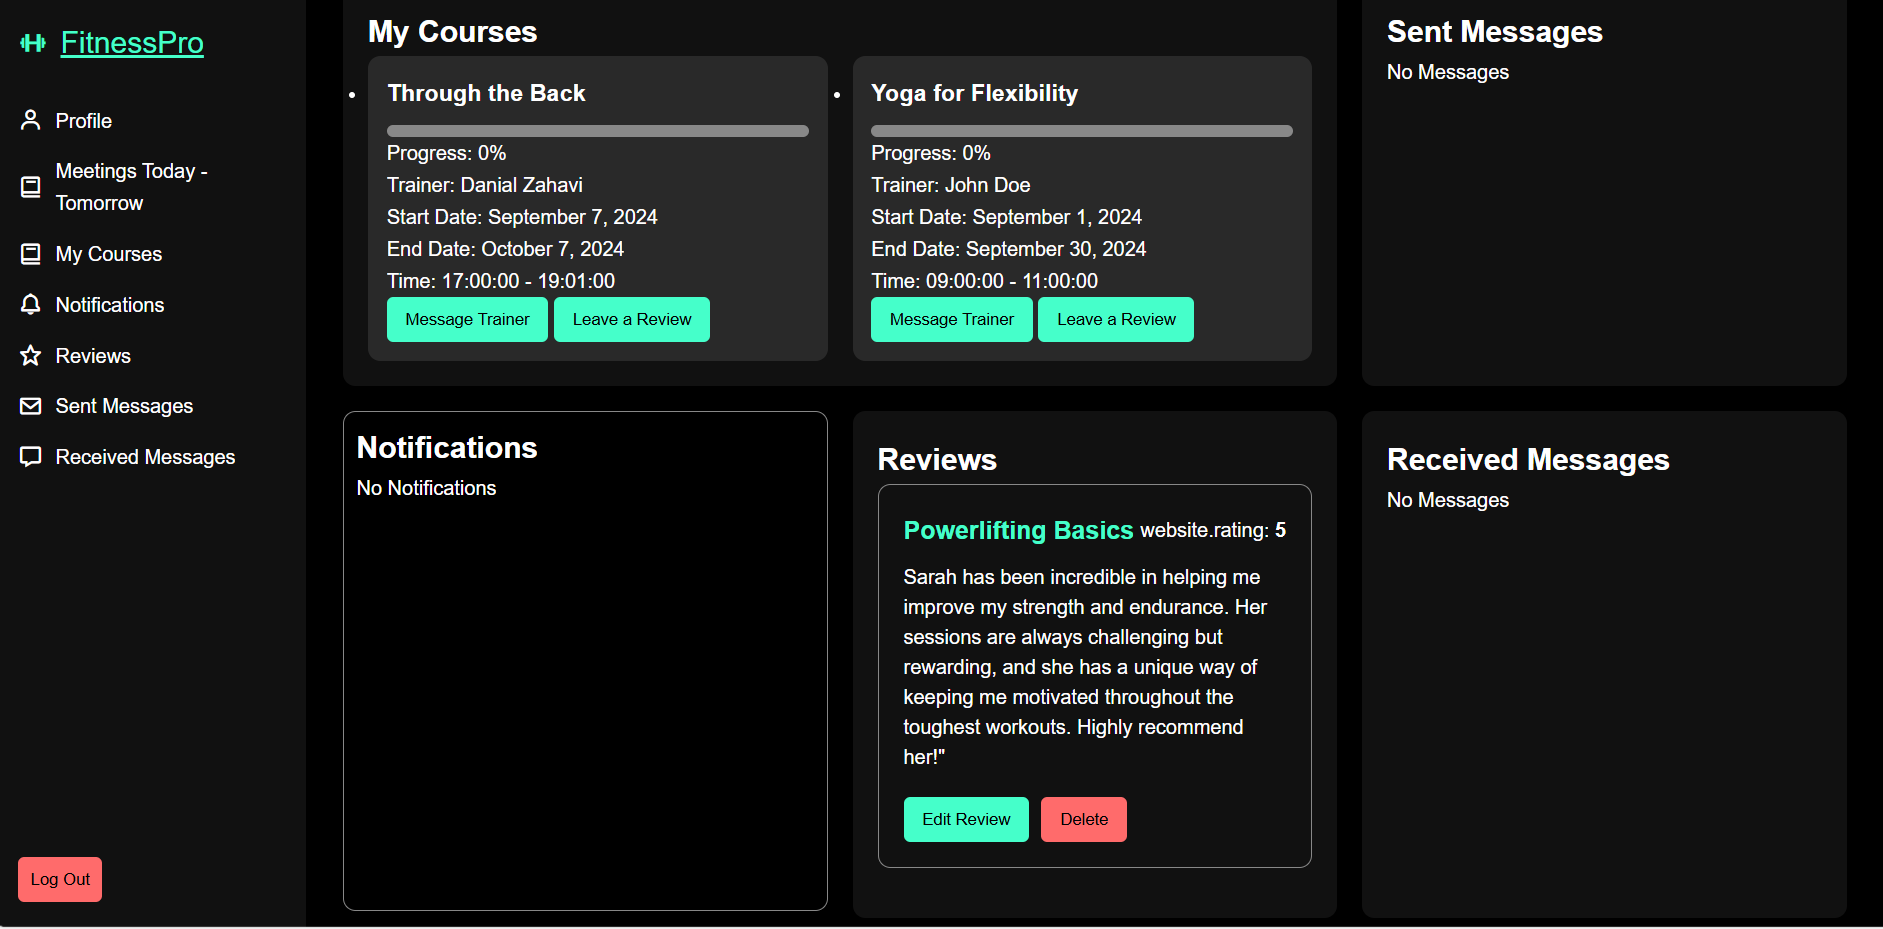 FitnessPro
Profile
Meetings Today -
Tomorrow
My Courses
Notifications
Reviews
Sent Messages
Received Messages
Log Out
My Courses
Through the Back
Progress: 0%
Trainer: Danial Zahavi
Start Date: September 7, 2024
End Date: October 7, 2024
Time: 17:00:00 - 19:01:00
Message Trainer
Leave a Review
Yoga for Flexibility
Progress: 0%
Trainer: John Doe
Start Date: September 1, 2024
End Date: September 30, 2024
Time: 09:00:00 - 11:00:00
Message Trainer
Leave a Review
Sent Messages
No Messages
Notifications
No Notifications
Reviews
Powerlifting Basics website.rating: 5
Sarah has been incredible in helping me
improve my strength and endurance. Her
sessions are always challenging but
rewarding, and she has a unique way of
keeping me motivated throughout the
toughest workouts. Highly recommend
her!"
Edit Review
Delete
Received Messages
No Messages